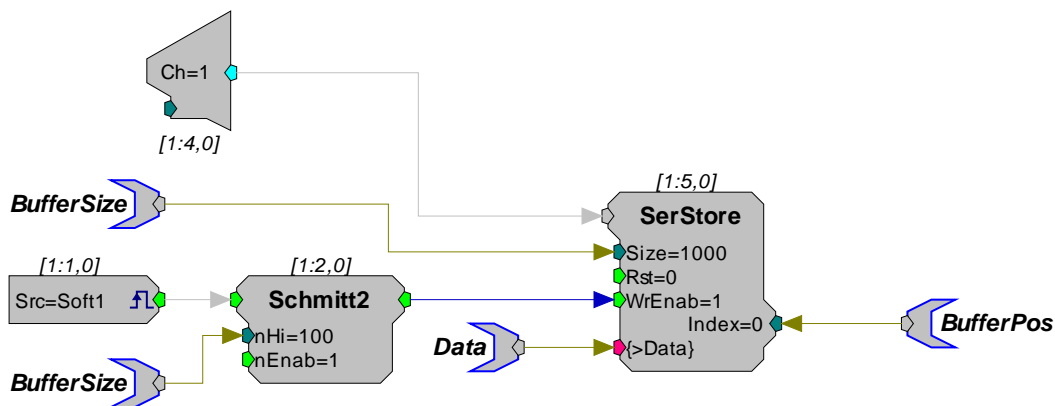 Ch=1
[1:4,0]
BufferSize
[1:5,0]
SerStore
Size=1000
Rst=0
WrEnab=1
Index=0
{>Data}
[1:1,0]
Src=Soft1
[1:2,0]
Schmitt2
nHi=100
nEnab=1
BufferSize
Data
BufferPos